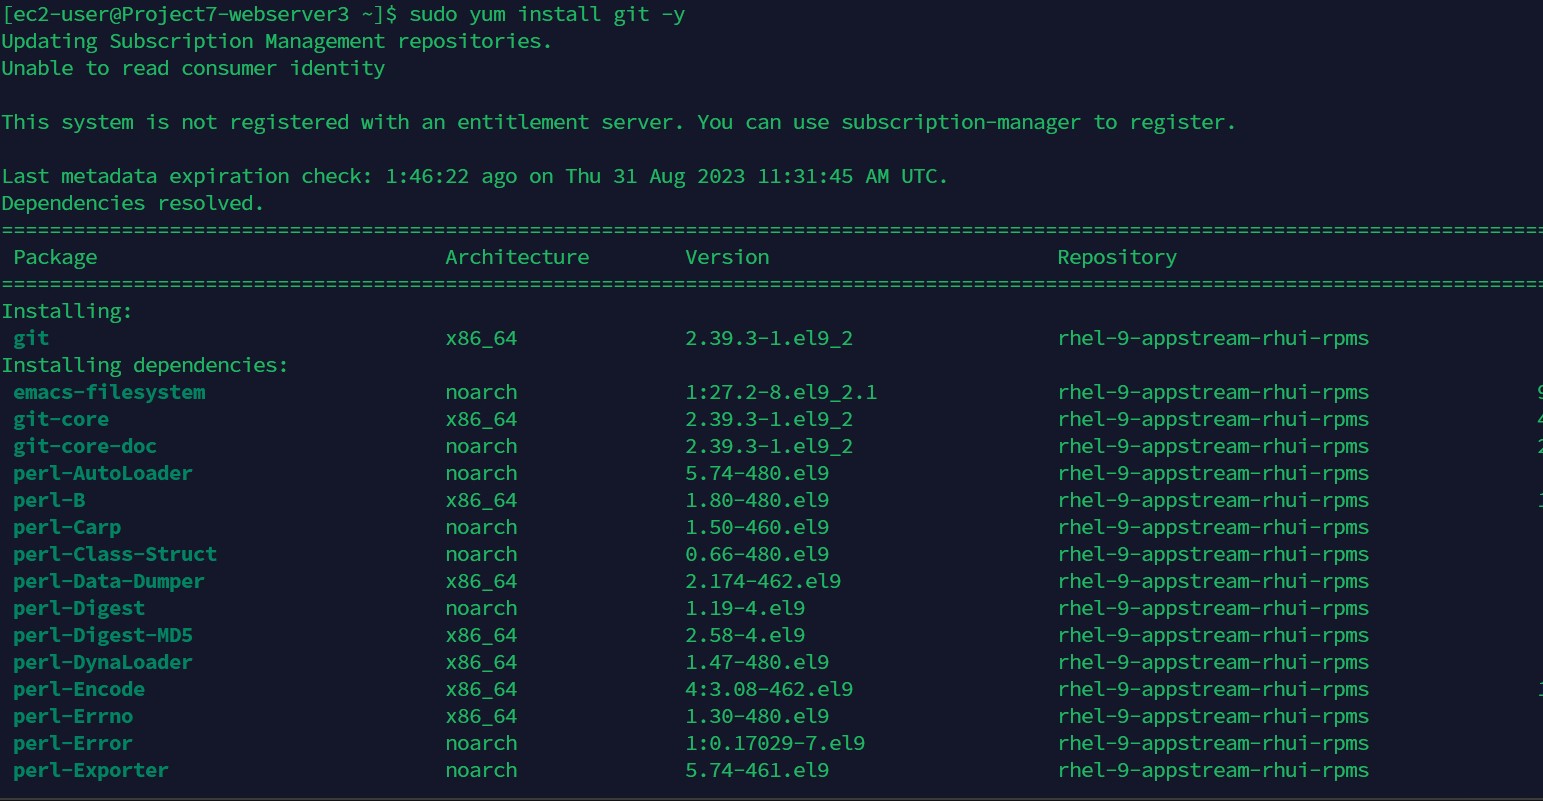 [ec2-user@Project7-webserver3 ~]$ sudo yum install git -y
Updating Subscription Management repositories.
Unable to read consumer identity
This system is not registered with an entitlement server. You can use subscription-manager to register.
Last metadata expiration check: 1:46:22 ago on Thu 31 Aug 2023 11:31:45 AM UTC.
Dependencies resolved.
Package Architecture Version Repository
Installing:
git x86_64 2.39.3-1.el9_2 rhel-9-appstream-rhui-rpms
Installing dependencies:
emacs-filesystem noarch 1:27.2-8.el9_2.1 rhel-9-appstream-rhui-rpms
git-core x86_64 2.39.3-1.el9_2 rhel-9-appstream-rhui-rpms
git-core-doc noarch 2.39.3-1.el9_2 rhel-9-appstream-rhui-rpms
perl-AutoLoader noarch 5.74-480.el9 rhel-9-appstream-rhui-rpms
perl-B x86_64 1.80-480.el9 rhel-9-appstream-rhui-rpms
perl-Carp noarch 1.50-460.el9 rhel-9-appstream-rhui-rpms
perl-Class-Struct noarch 0.66-480.el9 rhel-9-appstream-rhui-rpms
perl-Data-Dumper x86_64 2.174-462.el9 rhel-9-appstream-rhui-rpms
perl-Digest noarch 1.19-4.el9 rhel-9-appstream-rhui-rpms
perl-Digest-MD5 x86_64 2.58-4.el9 rhel-9-appstream-rhui-rpms
perl-DynaLoader x86_64 1.47-480.el9 rhel-9-appstream-rhui-rpms
perl-Encode x86_64 4:3.08-462.el9 rhel-9-appstream-rhui-rpms
perl-Errno x86_64 1.30-480.el9 rhel-9-appstream-rhui-rpms
perl-Error noarch 1:0.17029-7.el9 rhel-9-appstream-rhui-rpms
perl-Exporter noarch 5.74-461.el9 rhel-9-appstream-rhui-rpms